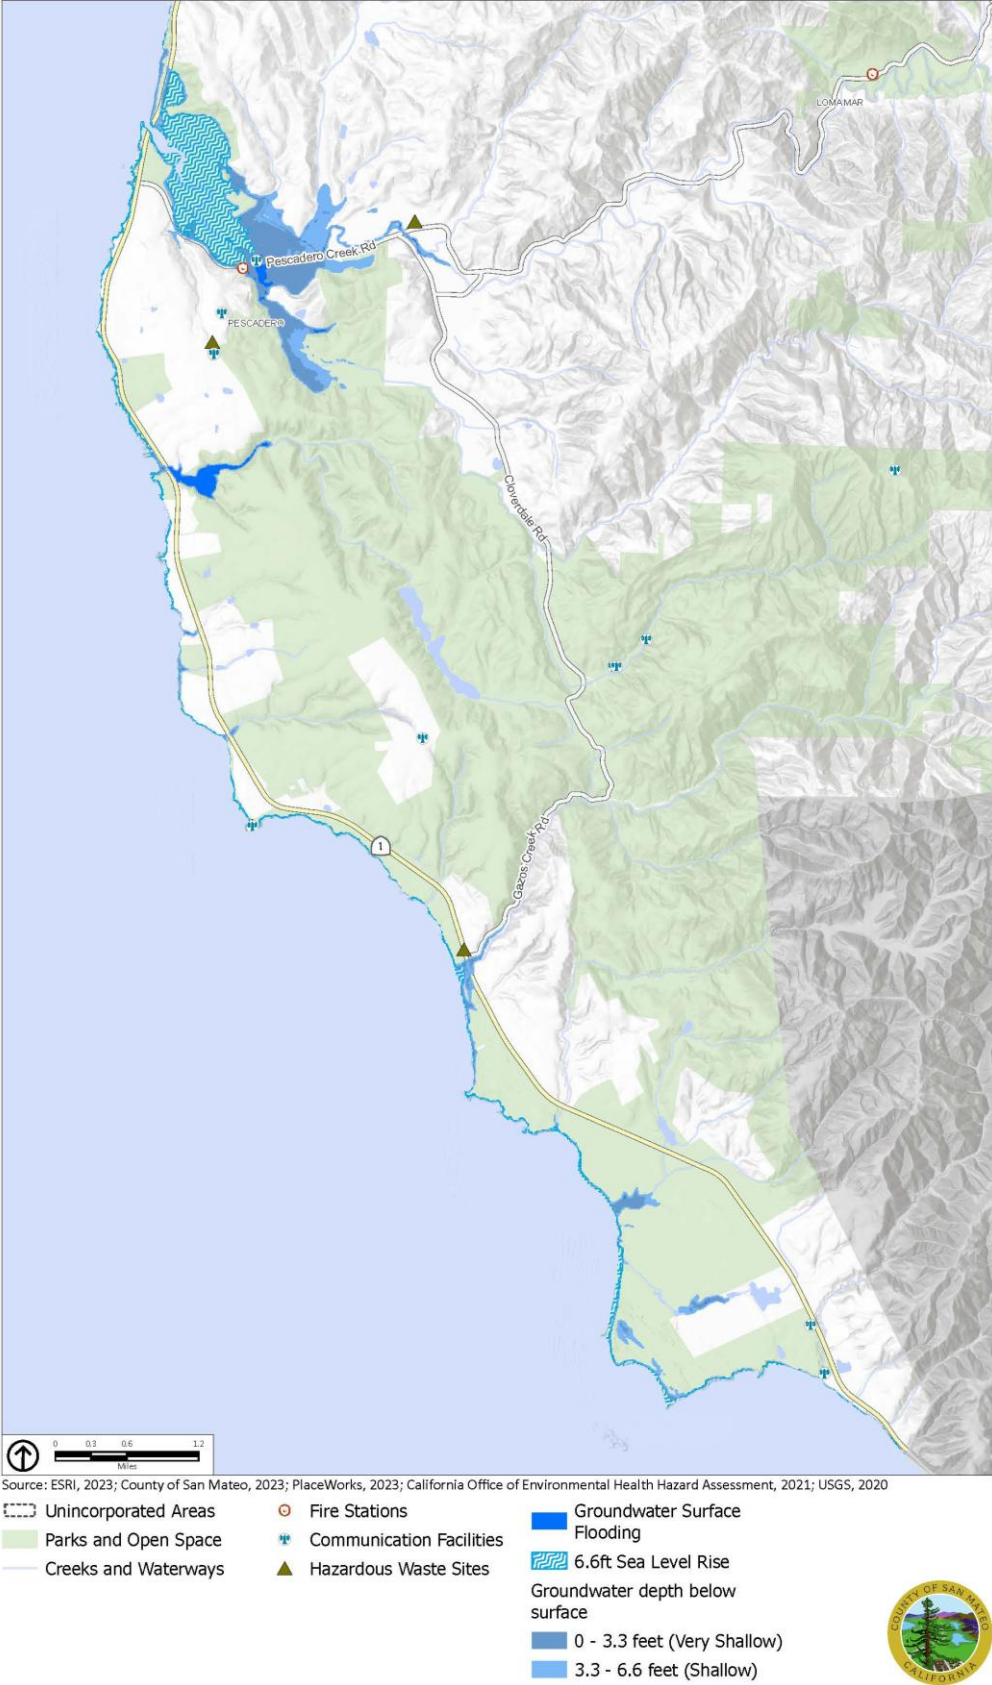 LOMA MAR
Pescadero Creek Rd
PESCADERO
Cloverdale Rd
Gazos Creek Rd
1
0 0.3 0.6 1.2
Miles
Source: ESRI, 2023; County of San Mateo, 2023; PlaceWorks, 2023; California Office of Environmental Health Hazard Assessment, 2021; USGS, 2020
Unincorporated Areas
Parks and Open Space
Creeks and Waterways
Fire Stations
Communication Facilities
Hazardous Waste Sites
Groundwater Surface
Flooding
6.6ft Sea Level Rise
Groundwater depth below
surface
0 - 3.3 feet (Very Shallow)
3.3 - 6.6 feet (Shallow)
COUNTY OF SAN MATEO
CALIFORNIA